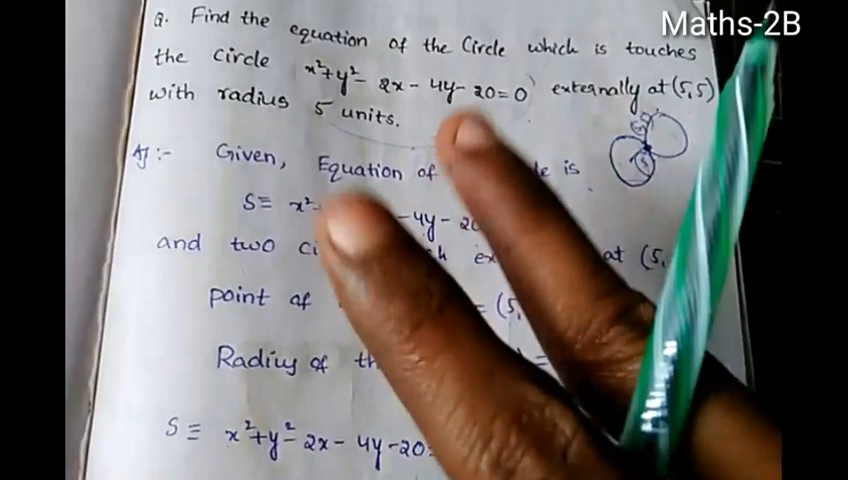 Maths-2B
Q. Find the equation of the Circle which is touches
the circle x²+y²- 2x - 4y - 20=0 externally at (5,5)
with radius 5 units.
A) :- Given, Equation of is
S≡ - 4y -
and two at
point of = (5,
Radius of =
S ≡ x²+y²- 2x - 4y -20